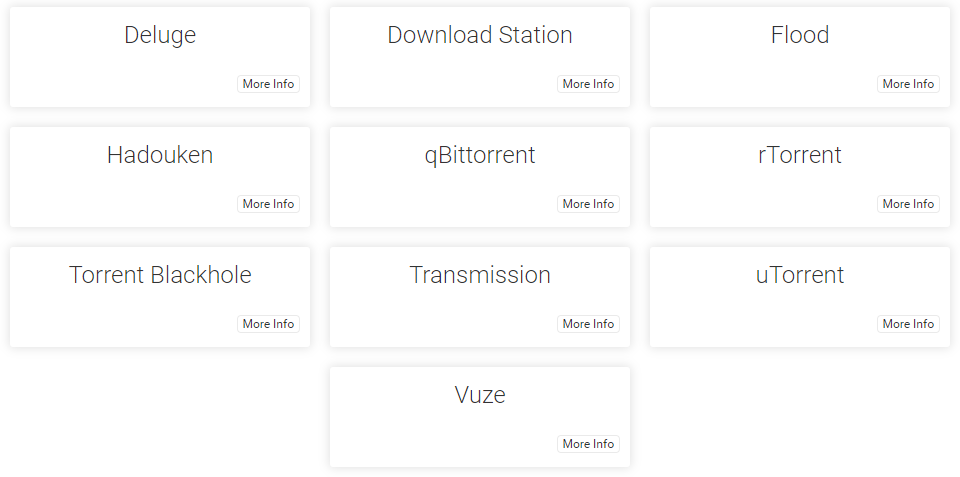 Deluge
More Info
Download Station
More Info
Flood
More Info
Hadouken
More Info
qBittorrent
More Info
rTorrent
More Info
Torrent Blackhole
More Info
Transmission
More Info
uTorrent
More Info
Vuze
More Info